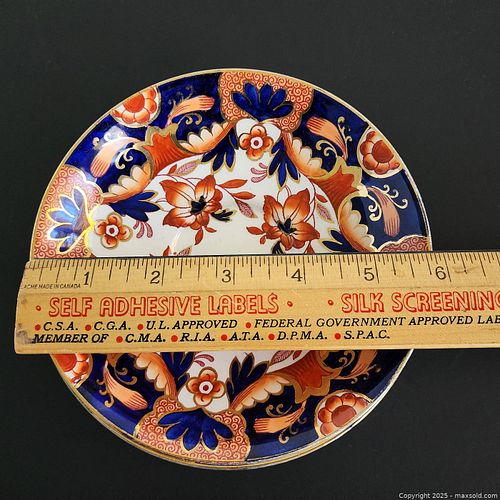 1 2 3 4 5 6
ACME MADE IN CANADA
· SELF ADHESIVE LABELS · · SILK SCREENING
• C.S.A. • C.G.A. • U.L. APPROVED • FEDERAL GOVERNMENT APPROVED LAB
MEMBER OF • C.M.A. • R.I.A. • A.T.A. • D.P.M.A. • S.P.A.C.
Copyright © 2025 - maxsold.com